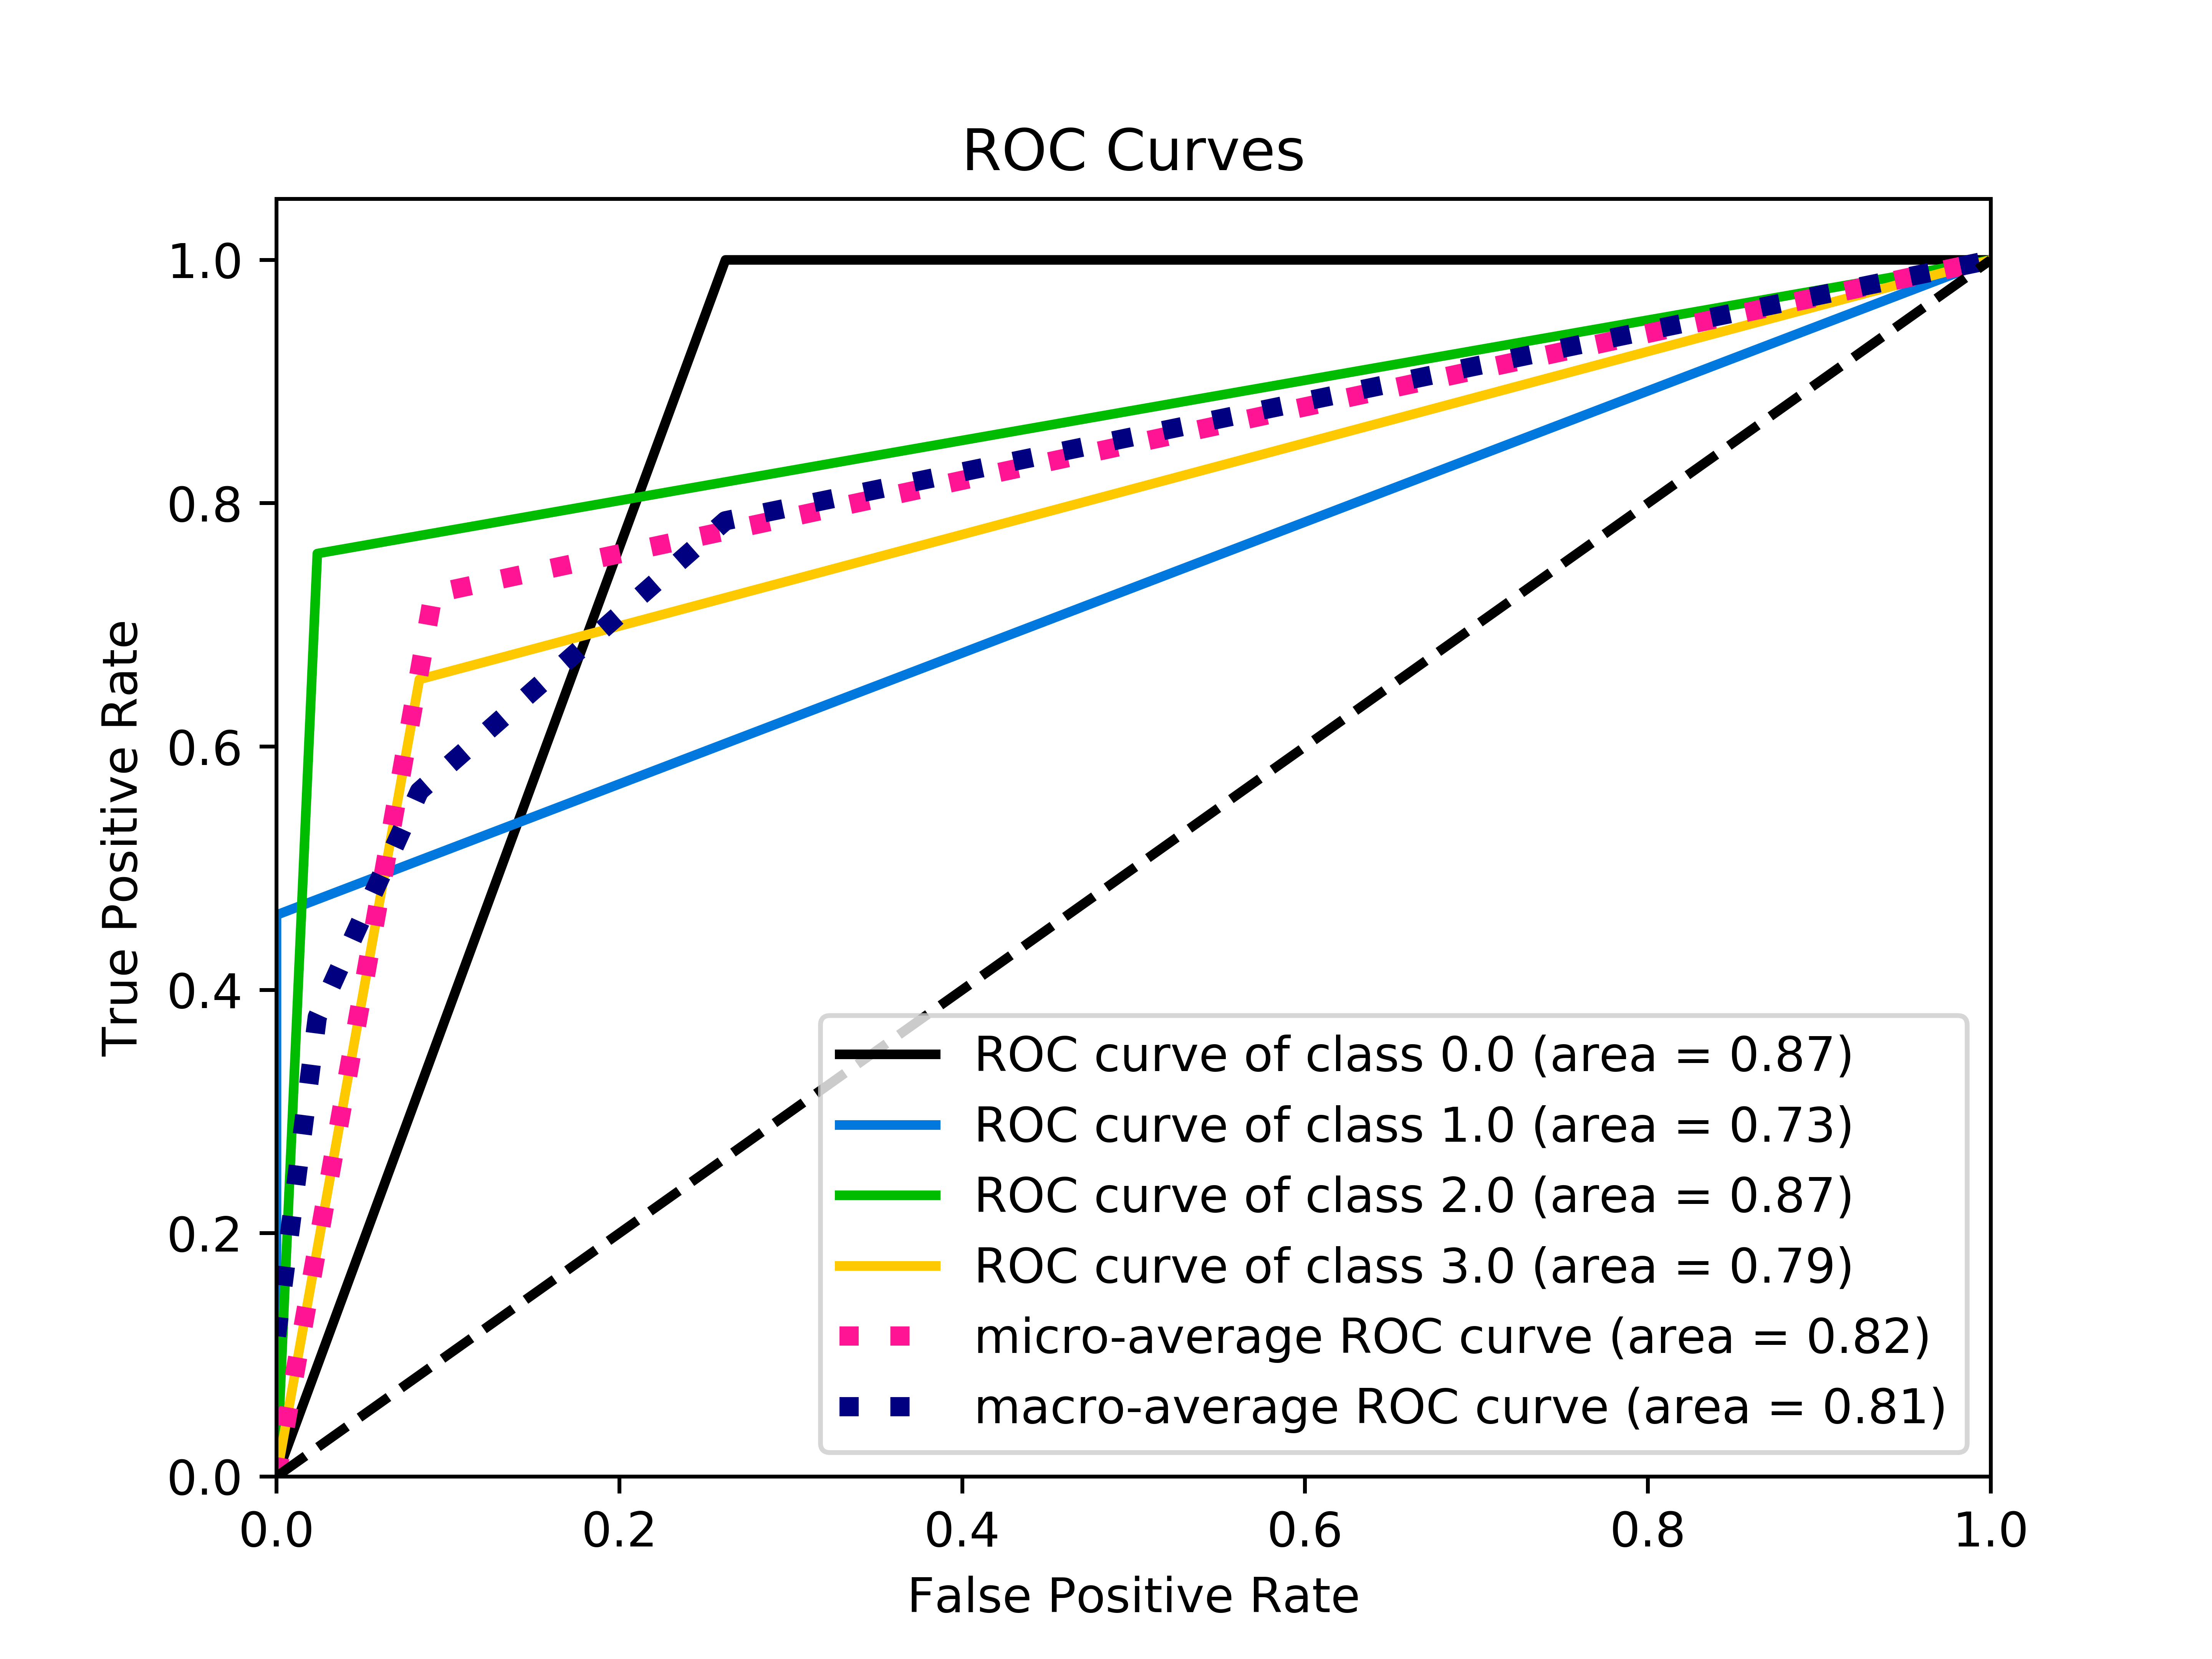 ROC Curves
True Positive Rate
1.0
0.8
0.6
0.4
0.2
0.0
0.0 0.2 0.4 0.6 0.8 1.0
False Positive Rate
ROC curve of class 0.0 (area = 0.87)
ROC curve of class 1.0 (area = 0.73)
ROC curve of class 2.0 (area = 0.87)
ROC curve of class 3.0 (area = 0.79)
micro-average ROC curve (area = 0.82)
macro-average ROC curve (area = 0.81)